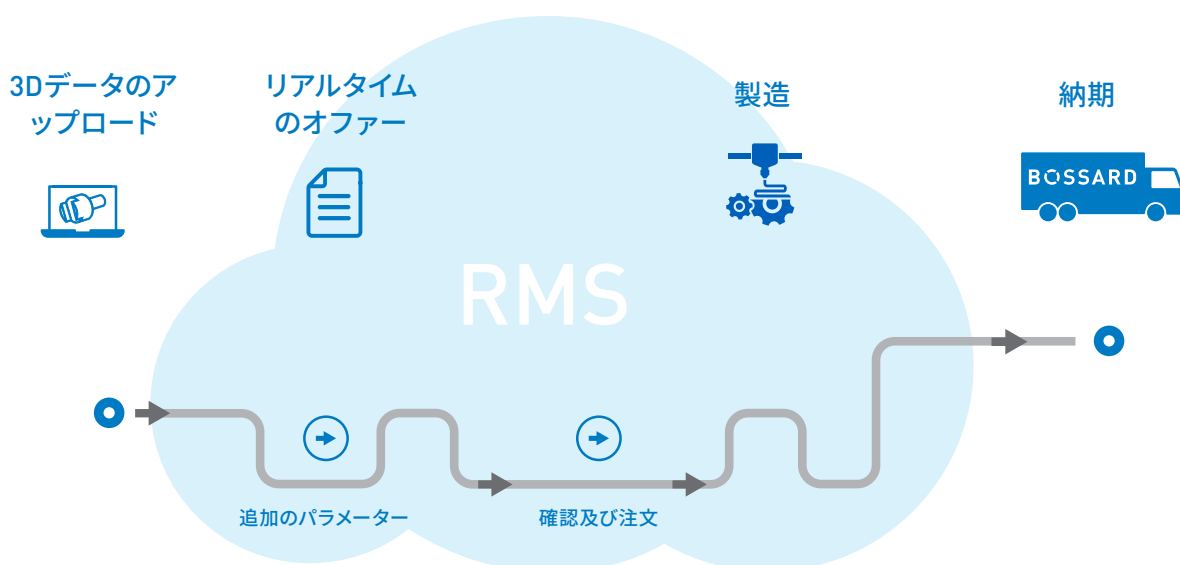 3Dデータのア
ップロード
リアルタイム
のオファー
製造
納期
BOSSARD
RMS
追加のパラメーター
確認及び注文